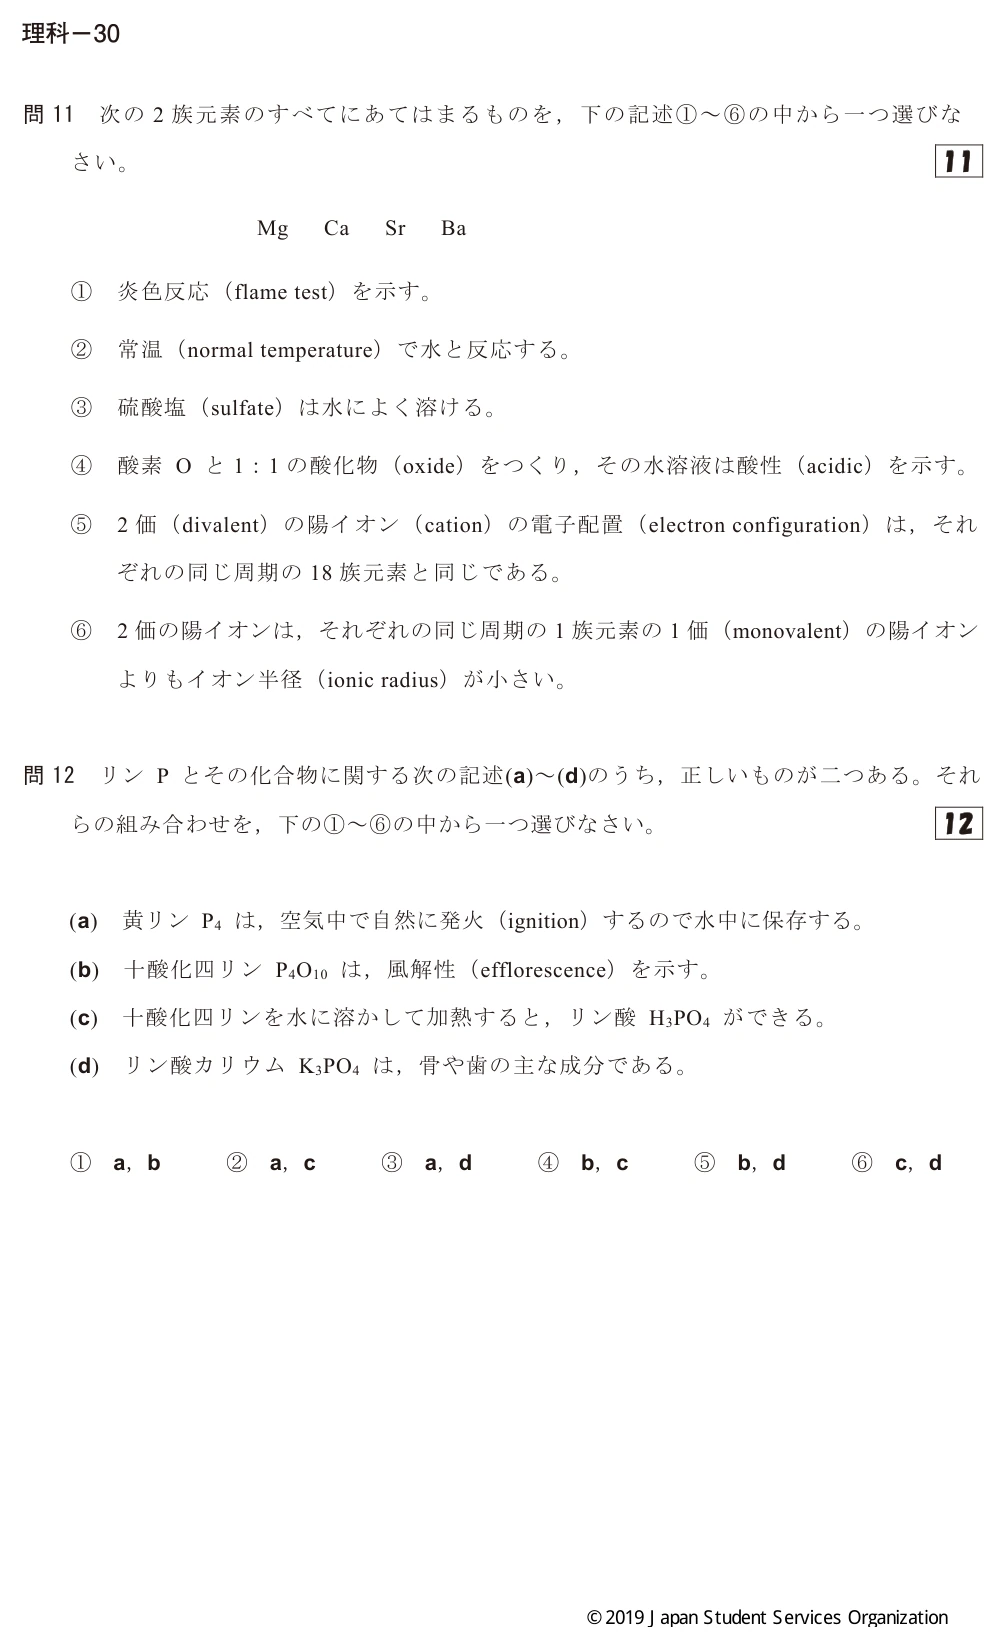 理科－30
問 11　次の 2 族元素のすべてにあてはまるものを，下の記述①～⑥の中から一つ選びな
さい。 11
Mg Ca Sr Ba
① 炎色反応（flame test）を示す。
② 常温（normal temperature）で水と反応する。
③ 硫酸塩（sulfate）は水によく溶ける。
④ 酸素 O と 1：1 の酸化物（oxide）をつくり，その水溶液は酸性（acidic）を示す。
⑤ 2 価（divalent）の陽イオン（cation）の電子配置（electron configuration）は，それ
ぞれの同じ周期の 18 族元素と同じである。
⑥ 2 価の陽イオンは，それぞれの同じ周期の 1 族元素の 1 価（monovalent）の陽イオン
よりもイオン半径（ionic radius）が小さい。
問 12　リン P とその化合物に関する次の記述(a)～(d)のうち，正しいものが二つある。それ
らの組み合わせを，下の①～⑥の中から一つ選びなさい。 12
(a) 黄リン P₄ は，空気中で自然に発火（ignition）するので水中に保存する。
(b) 十酸化四リン P₄O₁₀ は，風解性（efflorescence）を示す。
(c) 十酸化四リンを水に溶かして加熱すると，リン酸 H₃PO₄ ができる。
(d) リン酸カリウム K₃PO₄ は，骨や歯の主な成分である。
① a，b ② a，c ③ a，d ④ b，c ⑤ b，d ⑥ c，d
© 2019 Japan Student Services Organization